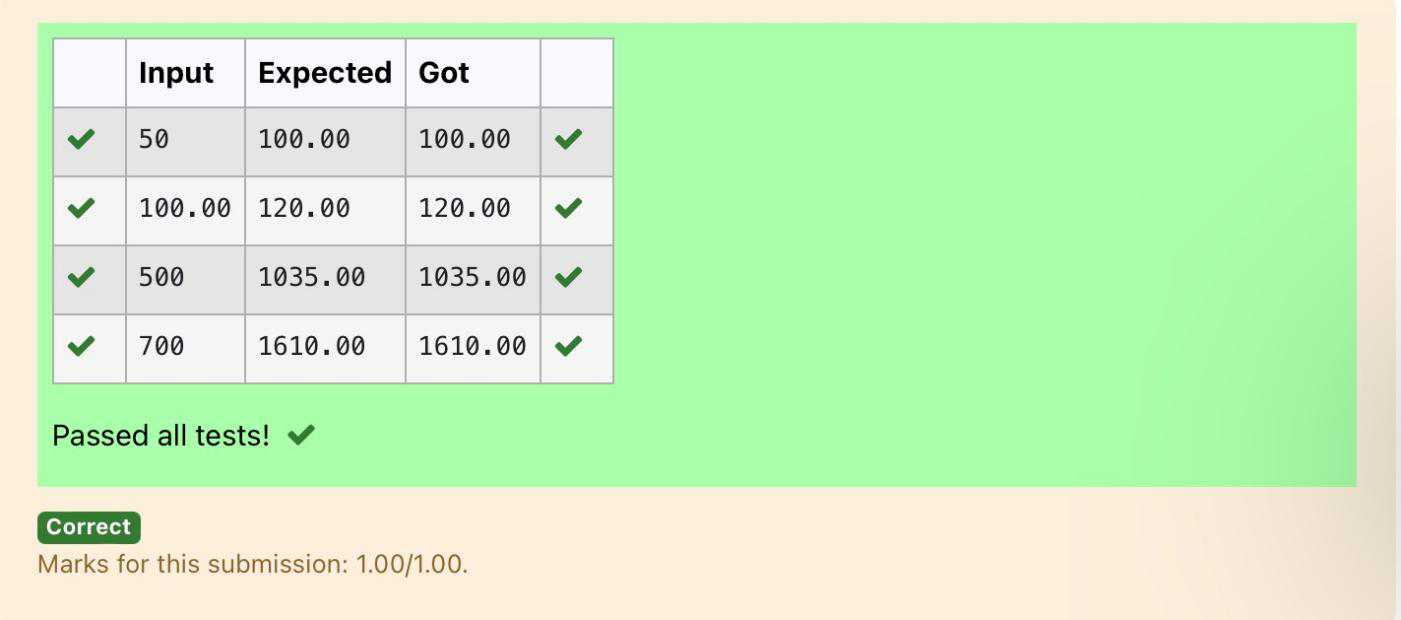 Input Expected Got
50 100.00 100.00
100.00 120.00 120.00
500 1035.00 1035.00
700 1610.00 1610.00
Passed all tests!
Correct
Marks for this submission: 1.00/1.00.